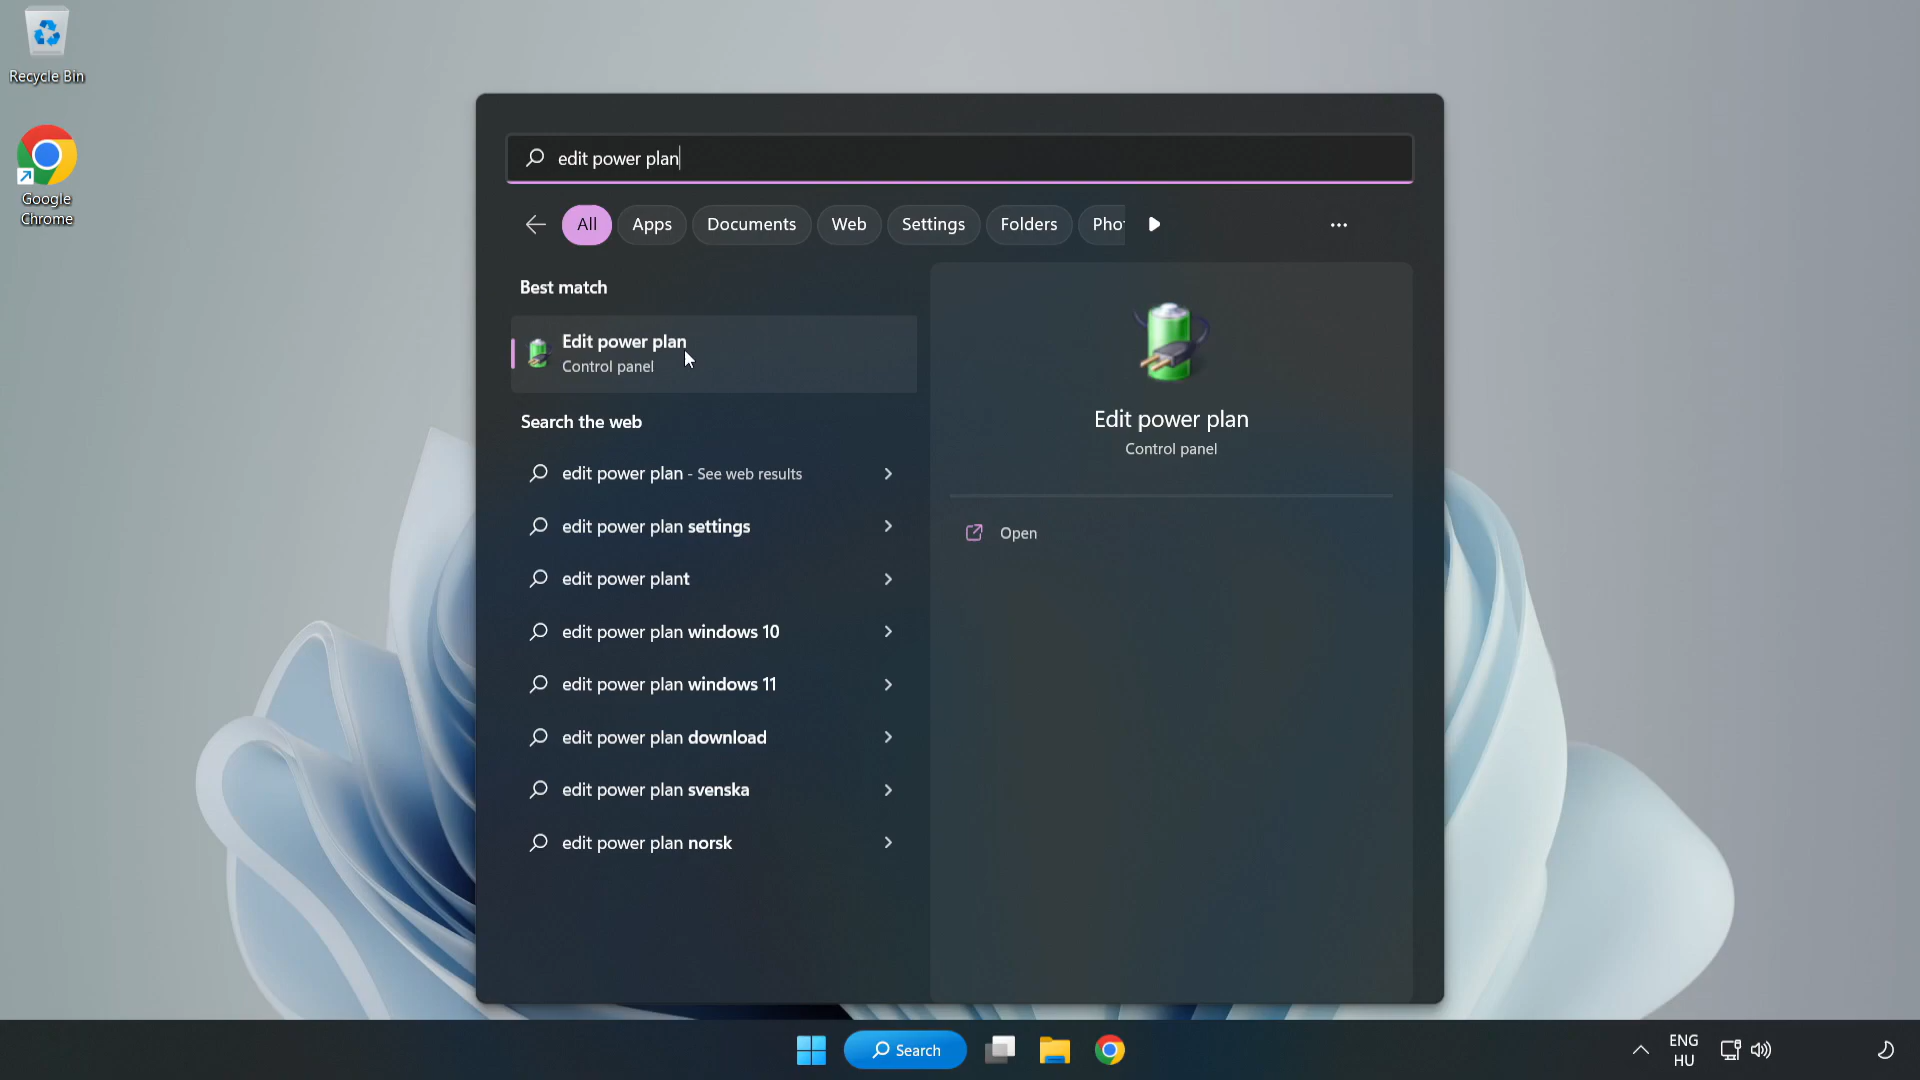 Recycle Bin
Google
Chrome
edit power plan
All Apps Documents Web Settings Folders Pho
Best match
Edit power plan
Control panel
Search the web
edit power plan - See web results
edit power plan settings
edit power plant
edit power plan windows 10
edit power plan windows 11
edit power plan download
edit power plan svenska
edit power plan norsk
Edit power plan
Control panel
Open
Search
ENG
HU